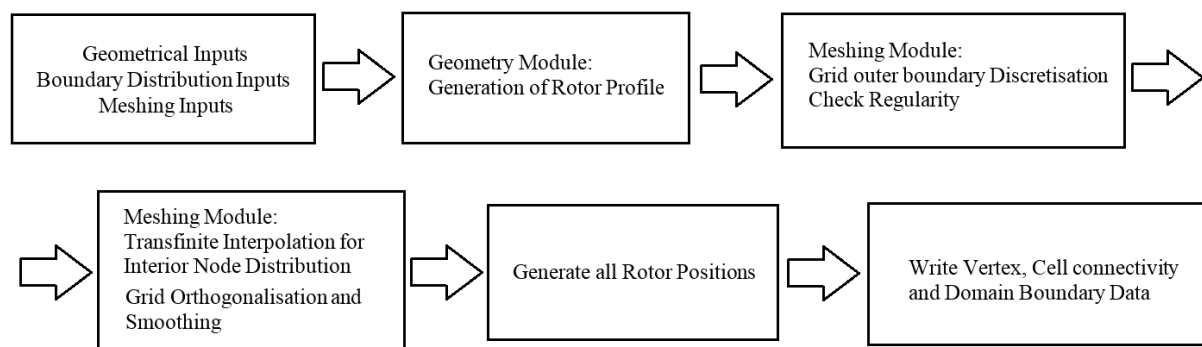 Geometrical Inputs
Boundary Distribution Inputs
Meshing Inputs
Geometry Module:
Generation of Rotor Profile
Meshing Module:
Grid outer boundary Discretisation
Check Regularity
Meshing Module:
Transfinite Interpolation for
Interior Node Distribution
Grid Orthogonalisation and
Smoothing
Generate all Rotor Positions
Write Vertex, Cell connectivity
and Domain Boundary Data